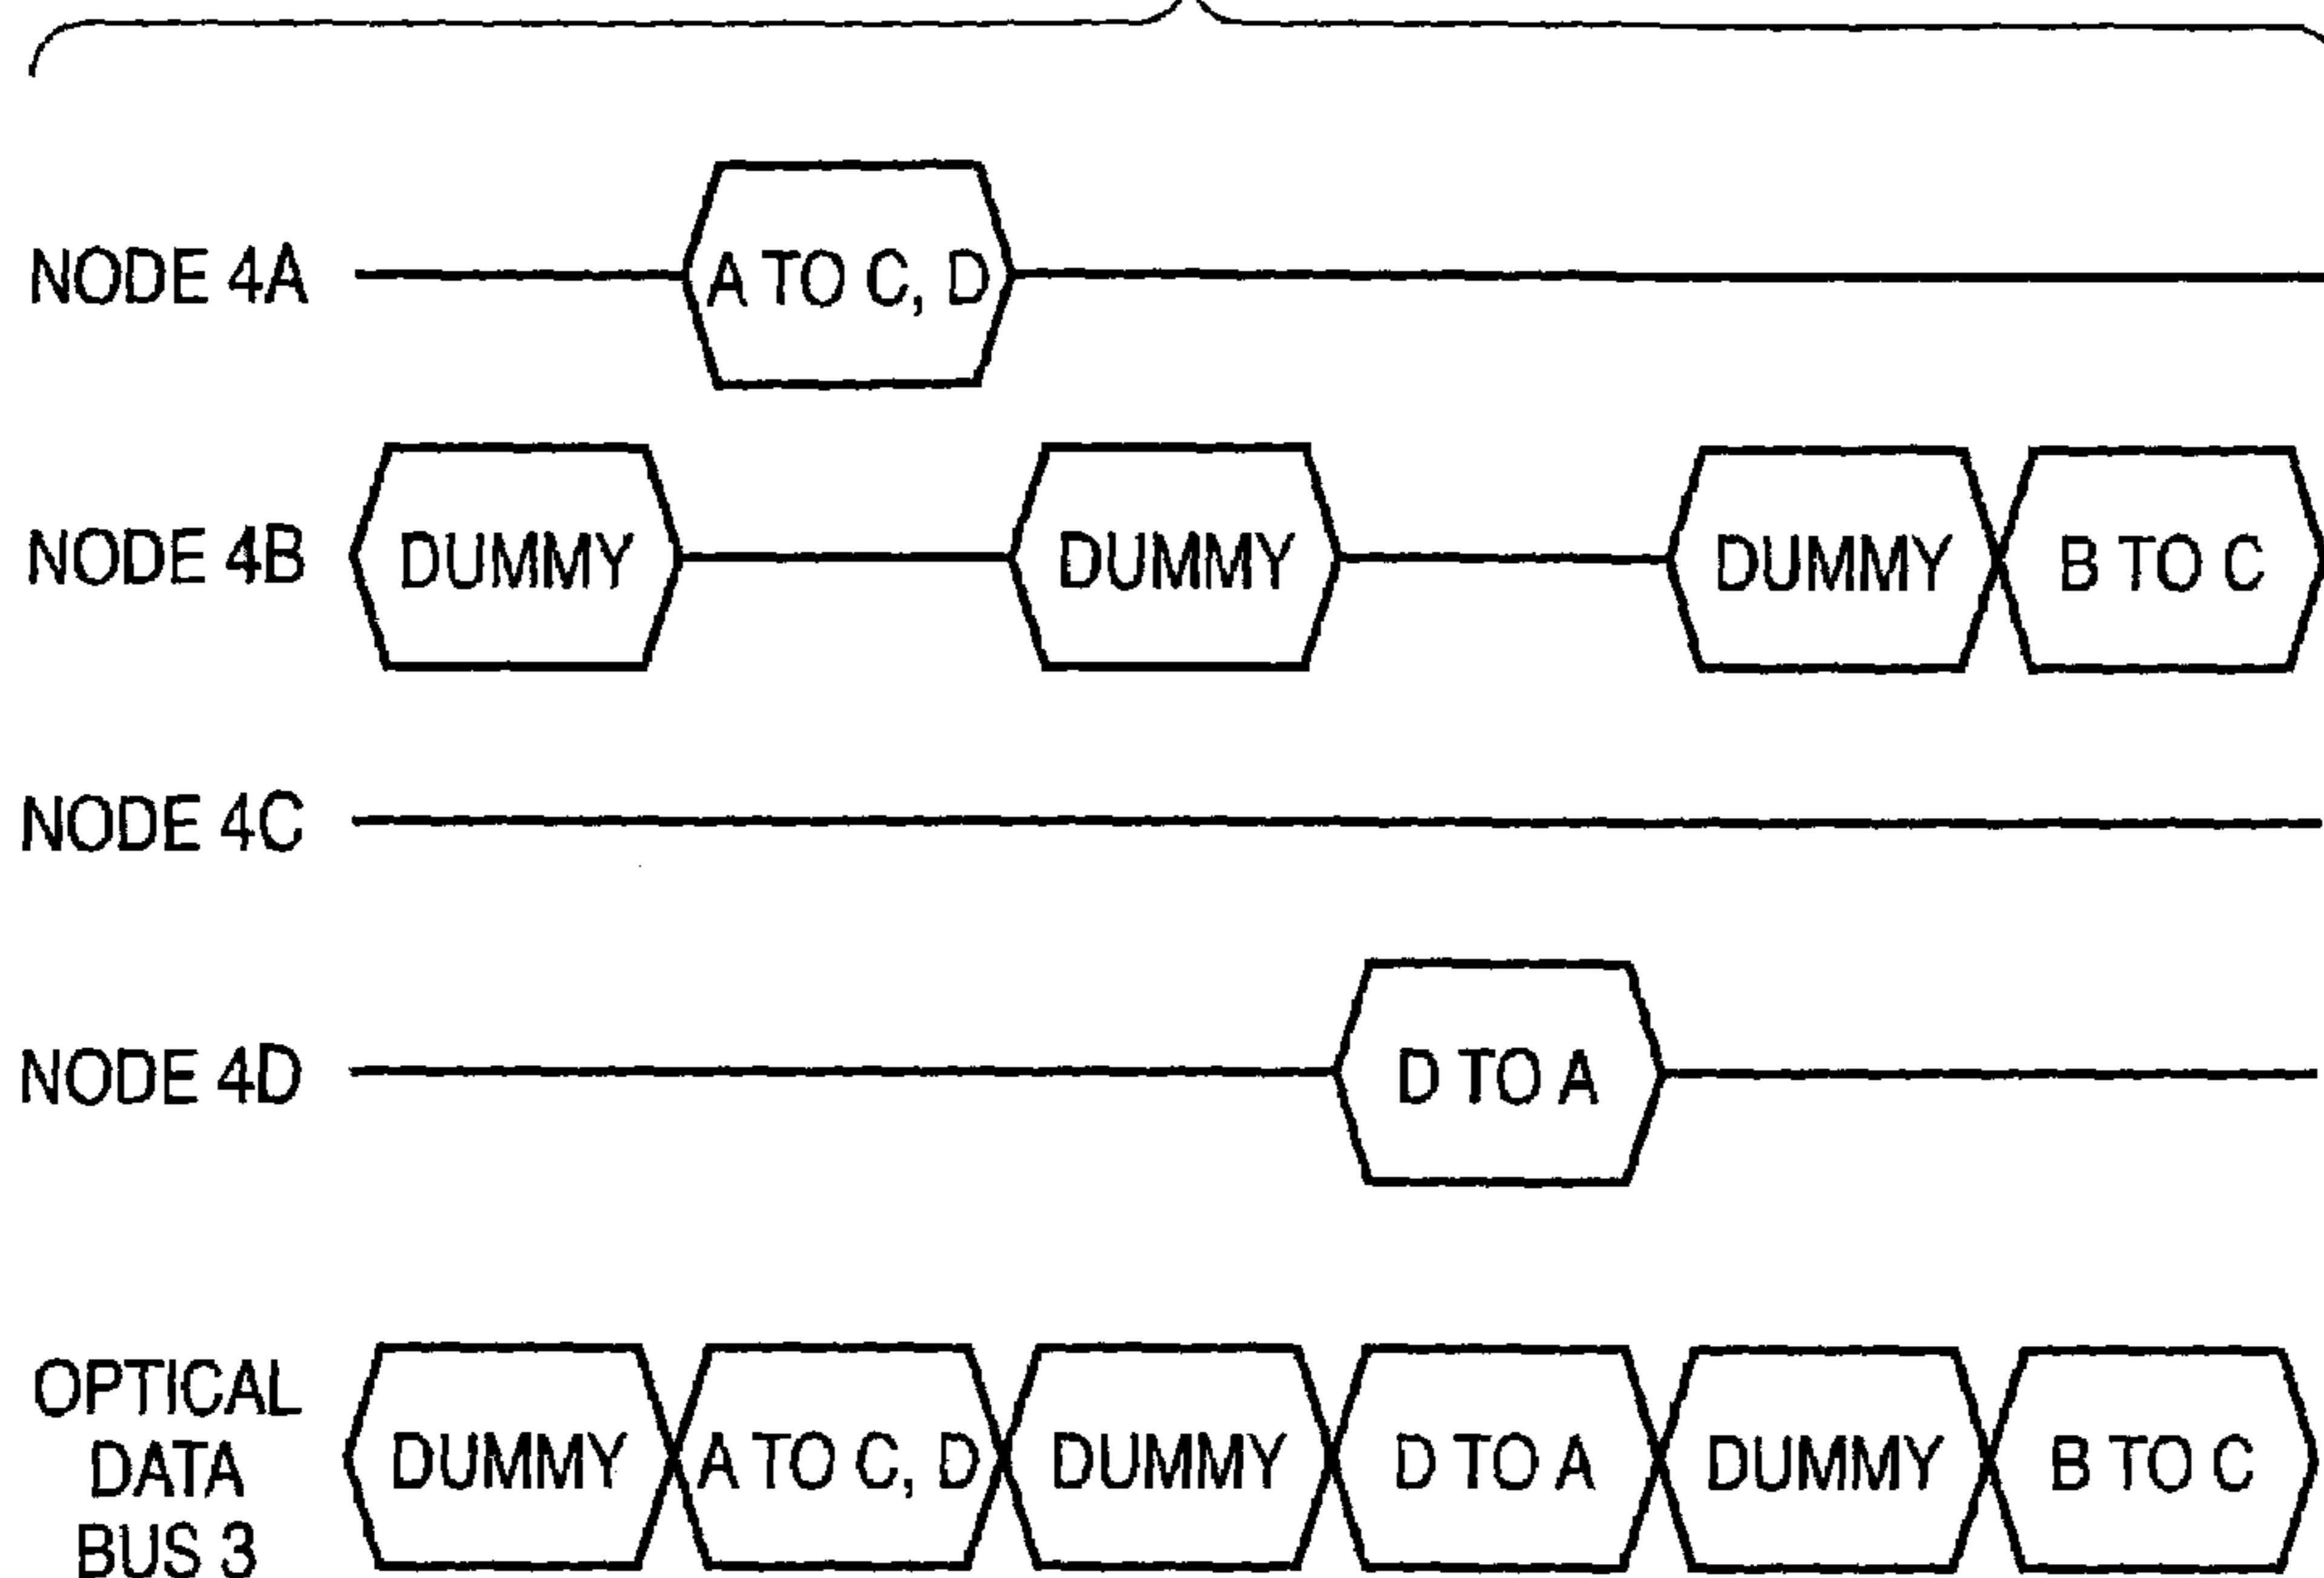 NODE 4A A TO C, D
NODE 4B DUMMY DUMMY DUMMY B TO C
NODE 4C
NODE 4D D TO A
OPTICAL
DATA
BUS 3
DUMMY A TO C, D DUMMY D TO A DUMMY B TO C